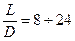 L/D = 8 ÷ 24